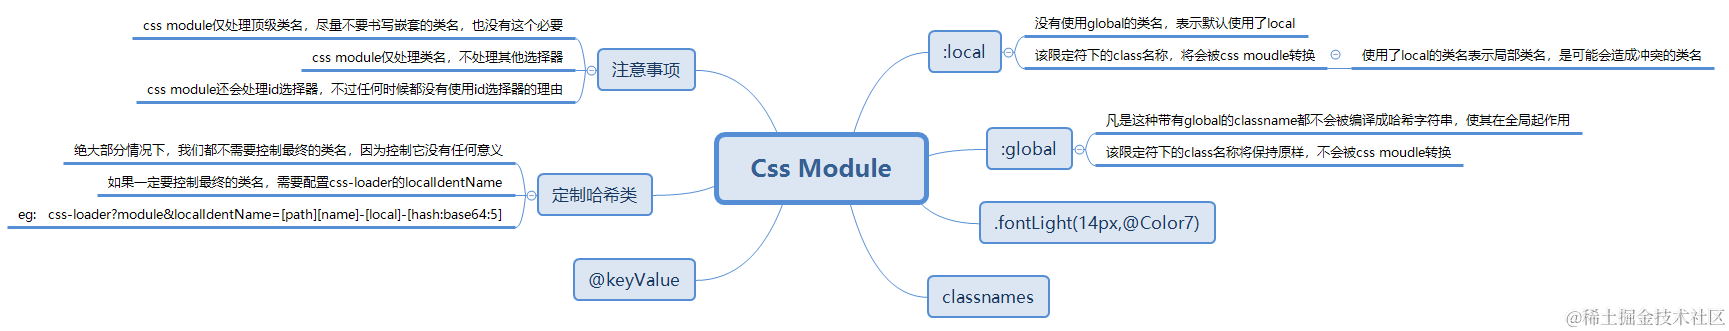 Css Module
:local
没有使用global的类名，表示默认使用了local
该限定符下的class名称，将会被css moudle转换
使用了local的类名表示局部类名，是可能会造成冲突的类名
:global
凡是这种带有global的classname都不会被编译成哈希字符串，使其在全局起作用
该限定符下的class名称将保持原样，不会被css moudle转换
.fontLight(14px,@Color7)
classnames
注意事项
css module仅处理顶级类名，尽量不要书写嵌套的类名，也没有这个必要
css module仅处理类名，不处理其他选择器
css module还会处理id选择器，不过任何时候都没有使用id选择器的理由
定制哈希类
绝大部分情况下，我们都不需要控制最终的类名，因为控制它没有任何意义
如果一定要控制最终的类名，需要配置css-loader的localIdentName
eg: css-loader?module&localIdentName=[path][name]-[local]-[hash:base64:5]
@keyValue
@稀土掘金技术社区